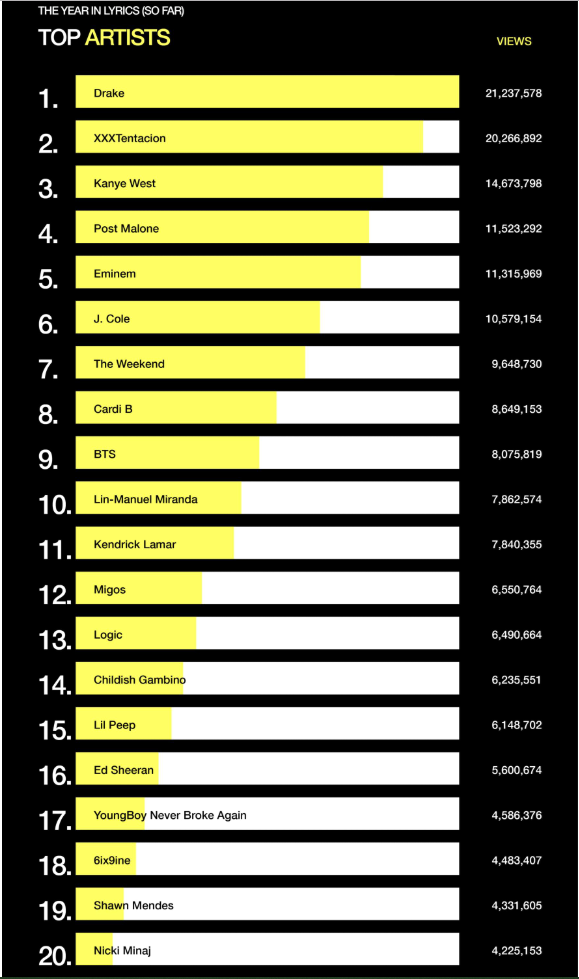 THE YEAR IN LYRICS (SO FAR)
TOP ARTISTS
VIEWS
1. Drake 21,237,578
2. XXXTentacion 20,266,892
3. Kanye West 14,673,798
4. Post Malone 11,523,292
5. Eminem 11,315,969
6. J. Cole 10,579,154
7. The Weekend 9,648,730
8. Cardi B 8,649,153
9. BTS 8,075,819
10. Lin-Manuel Miranda 7,862,574
11. Kendrick Lamar 7,840,355
12. Migos 6,550,764
13. Logic 6,490,664
14. Childish Gambino 6,235,551
15. Lil Peep 6,148,702
16. Ed Sheeran 5,600,674
17. YoungBoy Never Broke Again 4,586,376
18. 6ix9ine 4,483,407
19. Shawn Mendes 4,331,605
20. Nicki Minaj 4,225,153